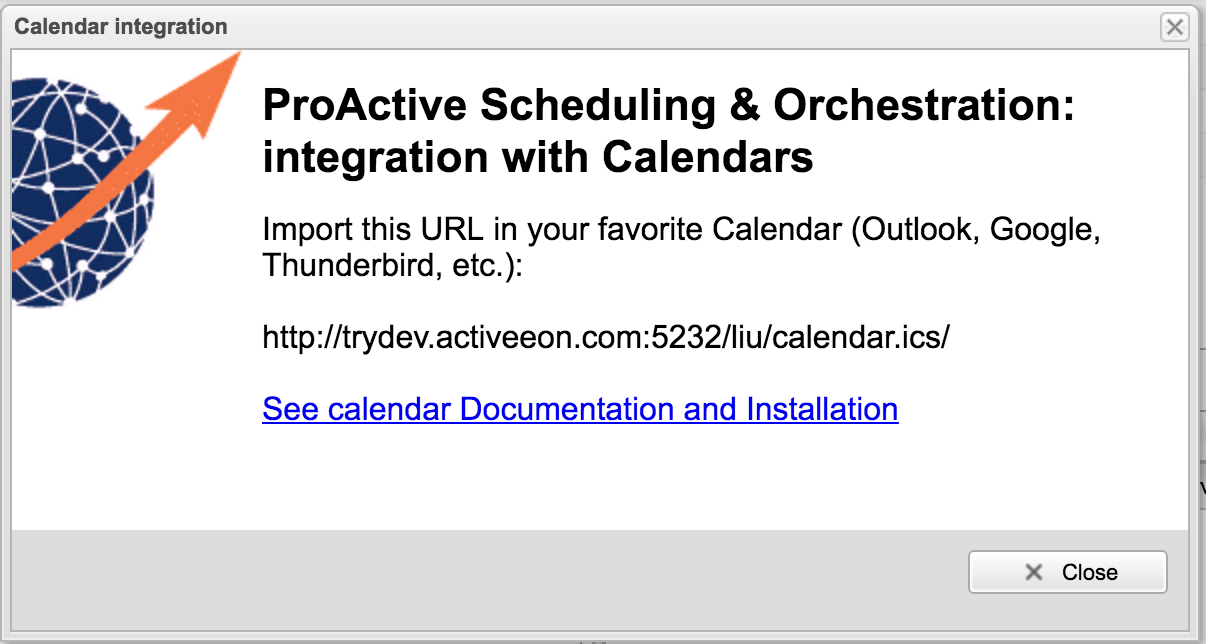 Calendar integration
ProActive Scheduling & Orchestration:
integration with Calendars
Import this URL in your favorite Calendar (Outlook, Google,
Thunderbird, etc.):
http://trydev.activeeon.com:5232/liu/calendar.ics/
See calendar Documentation and Installation
Close